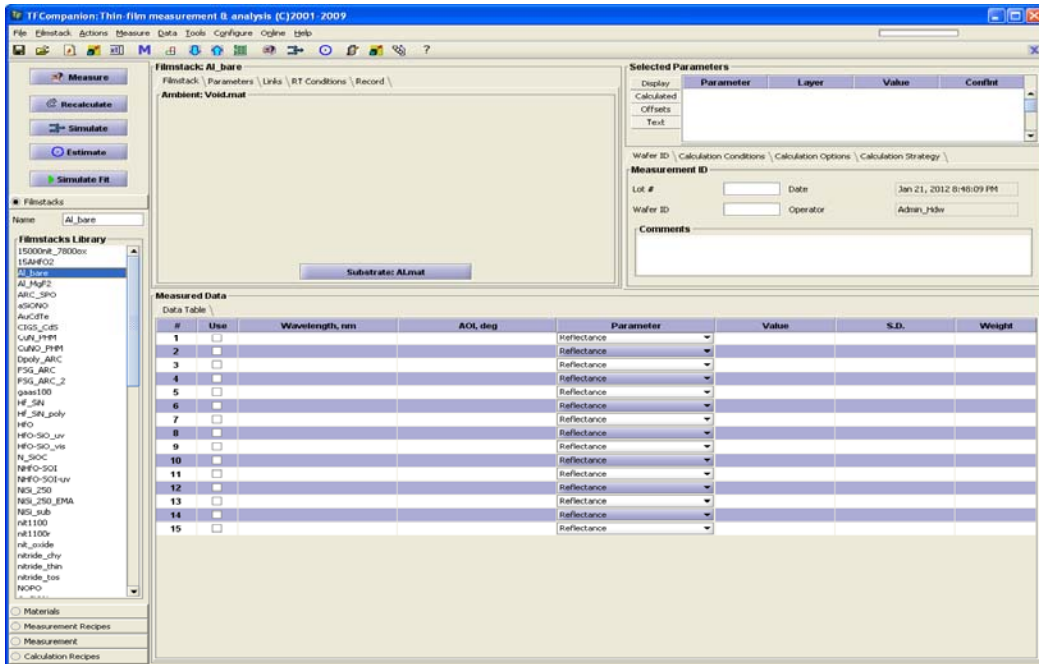 TFCompanion: Thin-film measurement & analysis (C)2001-2009
File Filmstack Actions Measure Data Tools Configure Online Help
M ?
Measure
Recalculate
Simulate
Estimate
Simulate Fit
Filmstacks
Name Al_bare
Filmstacks Library
15000nit_7800ox
15AHFO2
Al_bare
Al_MgF2
ARC_SPO
aSiONO
AuCdTe
CIGS_CdS
CuN_PHM
CuNO_PHM
Dpoly_ARC
FSG_ARC
FSG_ARC_2
gaas100
Hf_SiN
Hf_SiN_poly
HfO
HfO-SiO_uv
HfO-SiO_vis
N_SiOC
NHFO-SOI
NHFO-SOI-uv
NiSi_250
NiSi_250_EMA
NiSi_sub
nit1100
nit1100r
nit_oxide
nitride_chy
nitride_thin
nitride_tos
NOPO
Materials
Measurement Recipes
Measurement
Calculation Recipes
Filmstack: Al_bare
Filmstack \ Parameters \ Links \ RT Conditions \ Record \
Ambient: Void.mat
Substrate: Al.mat
Selected Parameters
Display Parameter Layer Value ConfInt
Calculated
Offsets
Text
Wafer ID \ Calculation Conditions \ Calculation Options \ Calculation Strategy \
Measurement ID
Lot # Date Jan 21, 2012 8:48:09 PM
Wafer ID Operator Admin_Hdw
Comments
Measured Data
Data Table \
# Use Wavelength, nm AOI, deg Parameter Value S.D. Weight
1 Reflectance
2 Reflectance
3 Reflectance
4 Reflectance
5 Reflectance
6 Reflectance
7 Reflectance
8 Reflectance
9 Reflectance
10 Reflectance
11 Reflectance
12 Reflectance
13 Reflectance
14 Reflectance
15 Reflectance